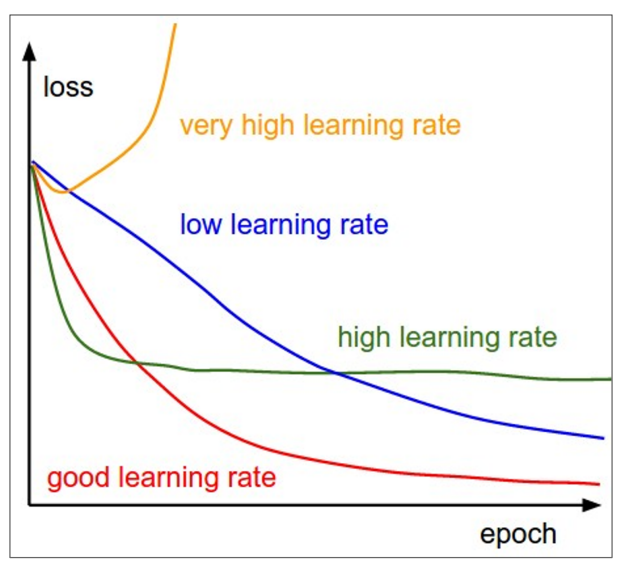 loss
very high learning rate
low learning rate
high learning rate
good learning rate
epoch